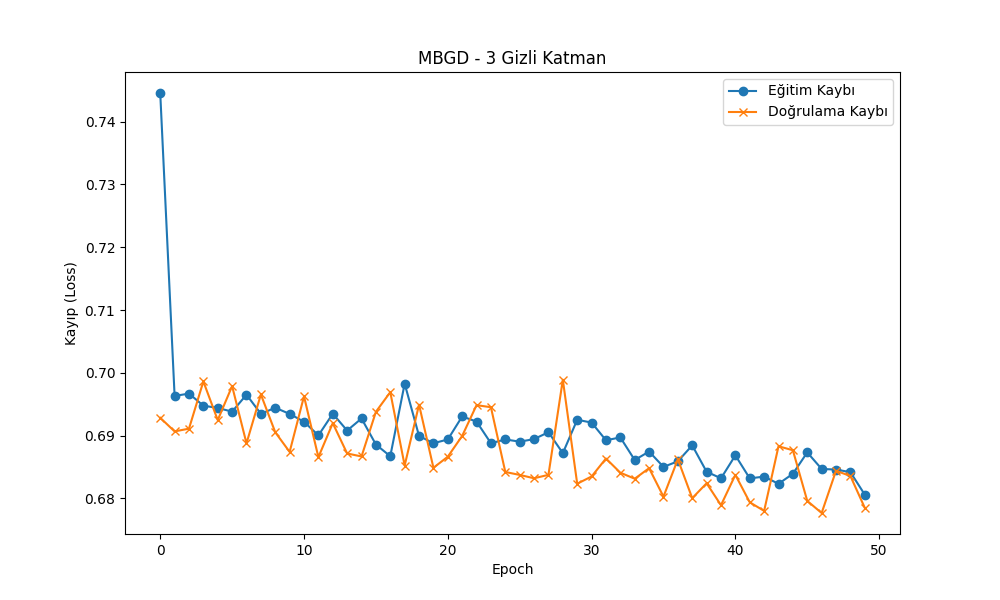 MBGD - 3 Gizli Katman
Eğitim Kaybı
Doğrulama Kaybı
Kayıp (Loss)
0.74
0.73
0.72
0.71
0.70
0.69
0.68
0
10
20
30
40
50
Epoch